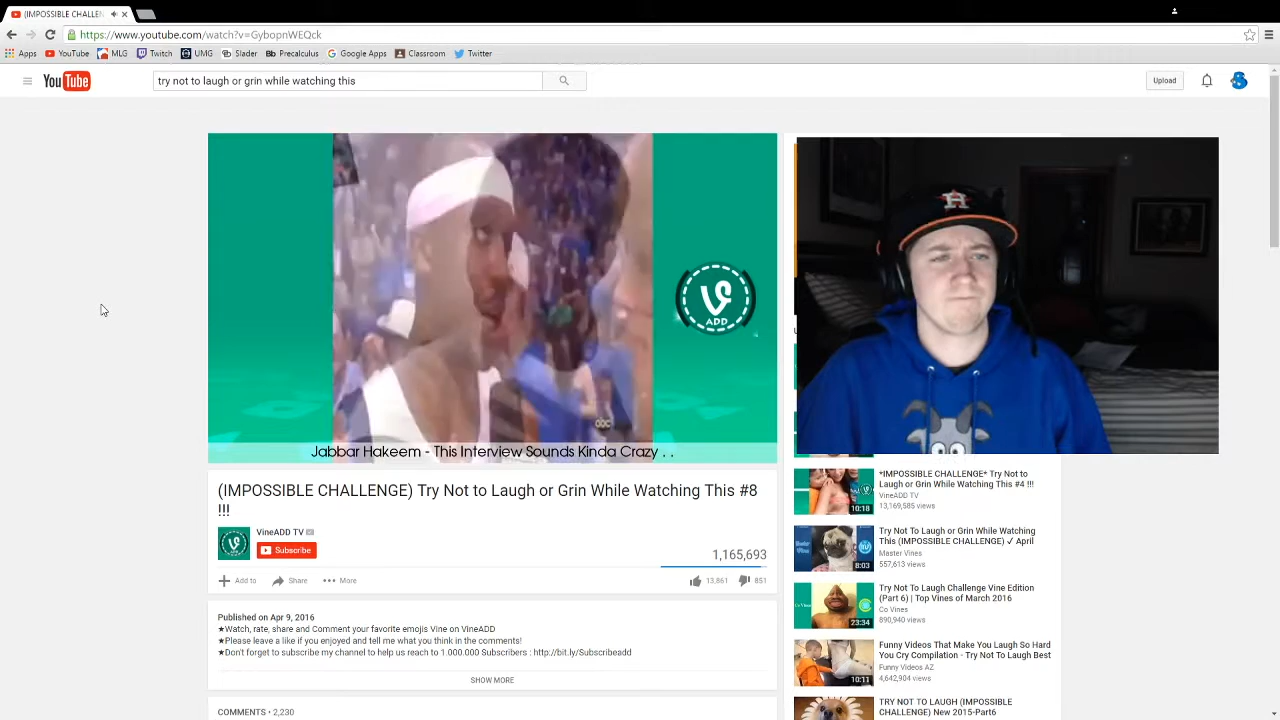 (IMPOSSIBLE CHALLEN
https://www.youtube.com/watch?v=GybopnWEQck
Apps YouTube MLG Twitch UMG Slader Precalculus Google Apps Classroom Twitter
YouTube
try not to laugh or grin while watching this
Upload
abc
ADD
Jabbar Hakeem - This Interview Sounds Kinda Crazy . .
(IMPOSSIBLE CHALLENGE) Try Not to Laugh or Grin While Watching This #8
!!!
VineADD TV
Subscribe
1,165,693
Add to Share More
13,861 851
Published on Apr 9, 2016
★Watch, rate, share and Comment your favorite emojis Vine on VineADD
★Please leave a like if you enjoyed and tell me what you think in the comments!
★Don't forget to subscribe my channel to help us reach to 1.000.000 Subscribers : http://bit.ly/Subscribeadd
SHOW MORE
COMMENTS • 2,230
*IMPOSSIBLE CHALLENGE* Try Not to
Laugh or Grin While Watching This #4 !!!
VineADD TV
13,169,585 views
10:18
Try Not To Laugh or Grin While Watching
This (IMPOSSIBLE CHALLENGE) ✓ April
Master Vines
557,613 views
8:03
Try Not To Laugh Challenge Vine Edition
(Part 6) | Top Vines of March 2016
Co Vines
890,940 views
23:34
Funny Videos That Make You Laugh So Hard
You Cry Compilation - Try Not To Laugh Best
Funny Videos AZ
4,642,904 views
10:11
TRY NOT TO LAUGH (IMPOSSIBLE
CHALLENGE) New 2015-Part6